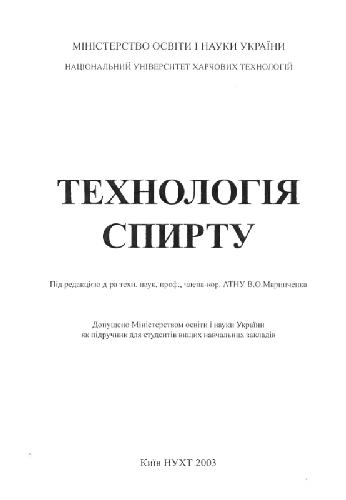 МІНІСТЕРСТВО ОСВІТИ І НАУКИ УКРАЇНИ
НАЦІОНАЛЬНИЙ УНІВЕРСИТЕТ ХАРЧОВИХ ТЕХНОЛОГІЙ
ТЕХНОЛОГІЯ
СПИРТУ
Під редакцією д-ра техн. наук, проф., члена-кор. АТНУ В.О.Маринченка
Допущено Міністерством освіти і науки України
як підручник для студентів вищих навчальних закладів
Київ НУХТ 2003